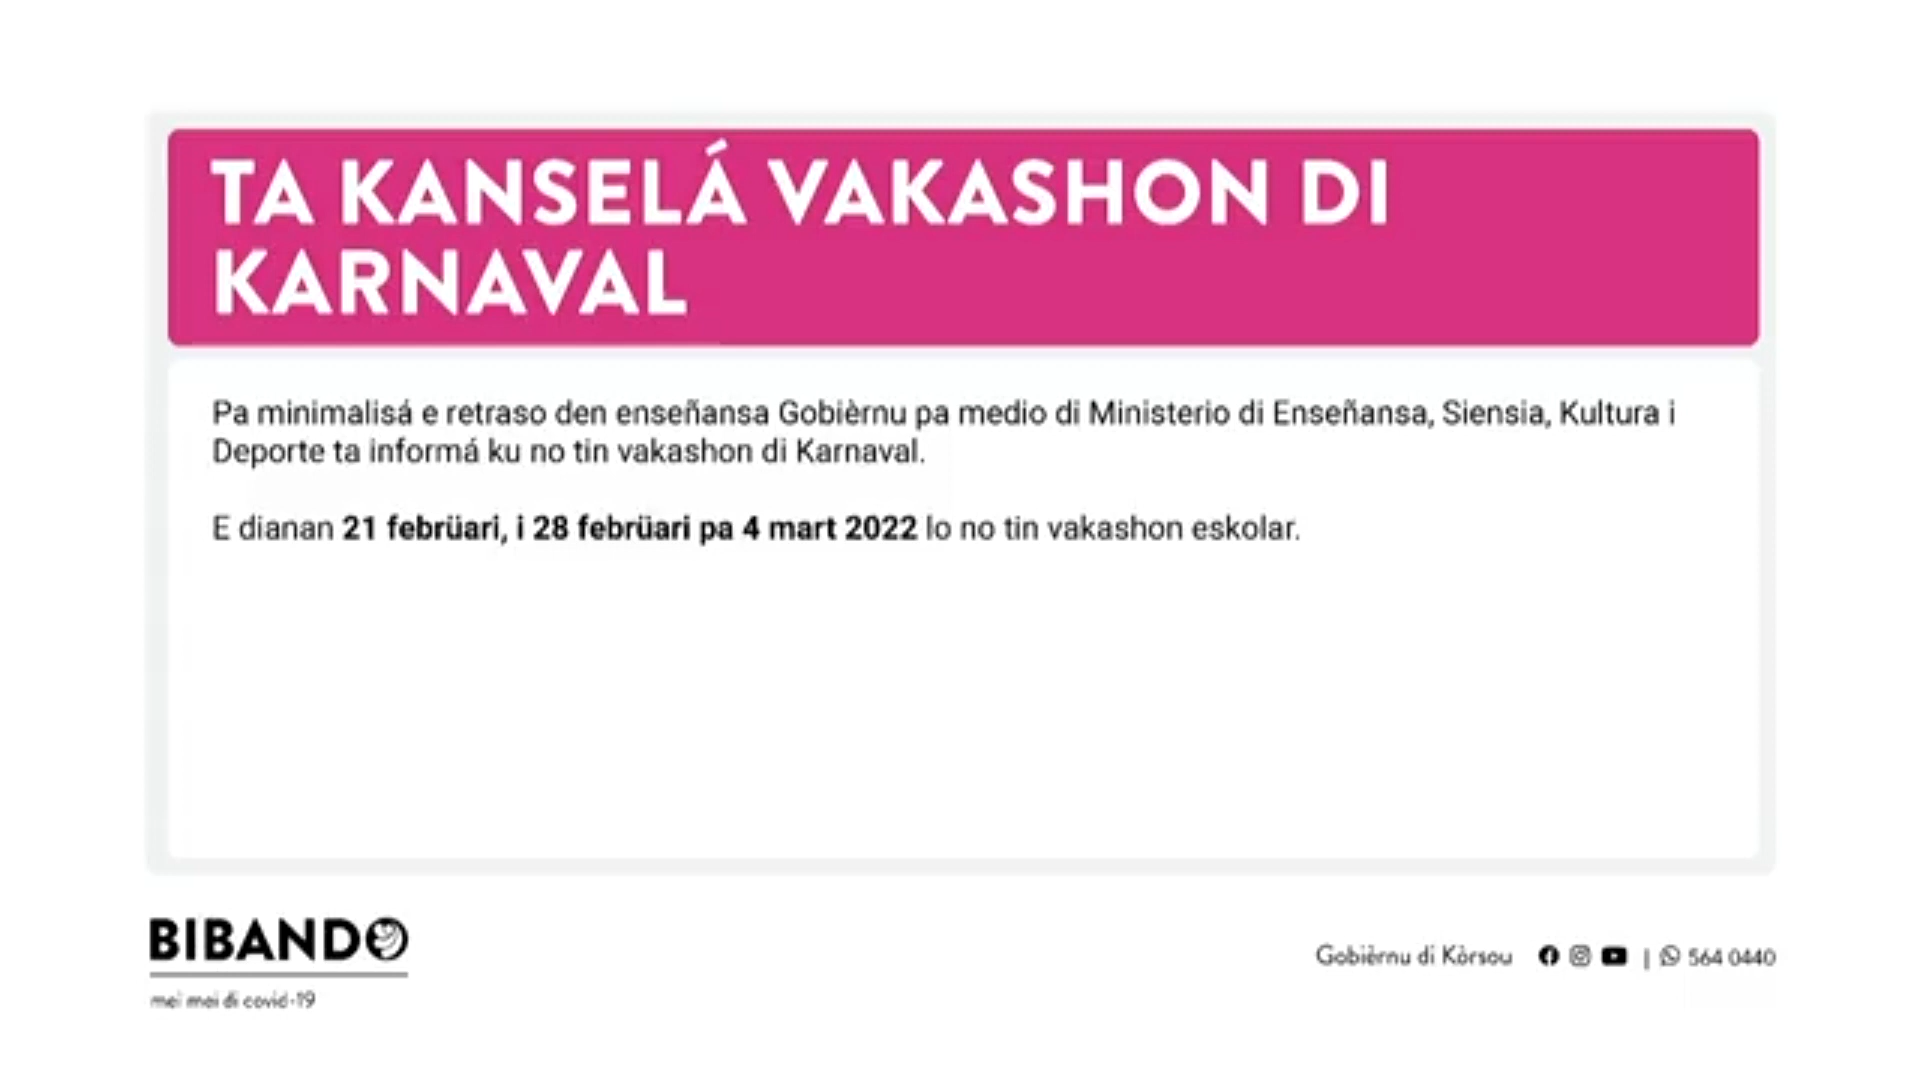 TA KANSELÁ VAKASHON DI
KARNAVAL
Pa minimalisá e retraso den enseñansa Gobièrnu pa medio di Ministerio di Enseñansa, Siensia, Kultura i
Deporte ta informá ku no tin vakashon di Karnaval.
E dianan 21 febrüari, i 28 febrüari pa 4 mart 2022 lo no tin vakashon eskolar.
BIBANDO
mei mei di covid-19
Gobièrnu di Kòrsou | 564 0440